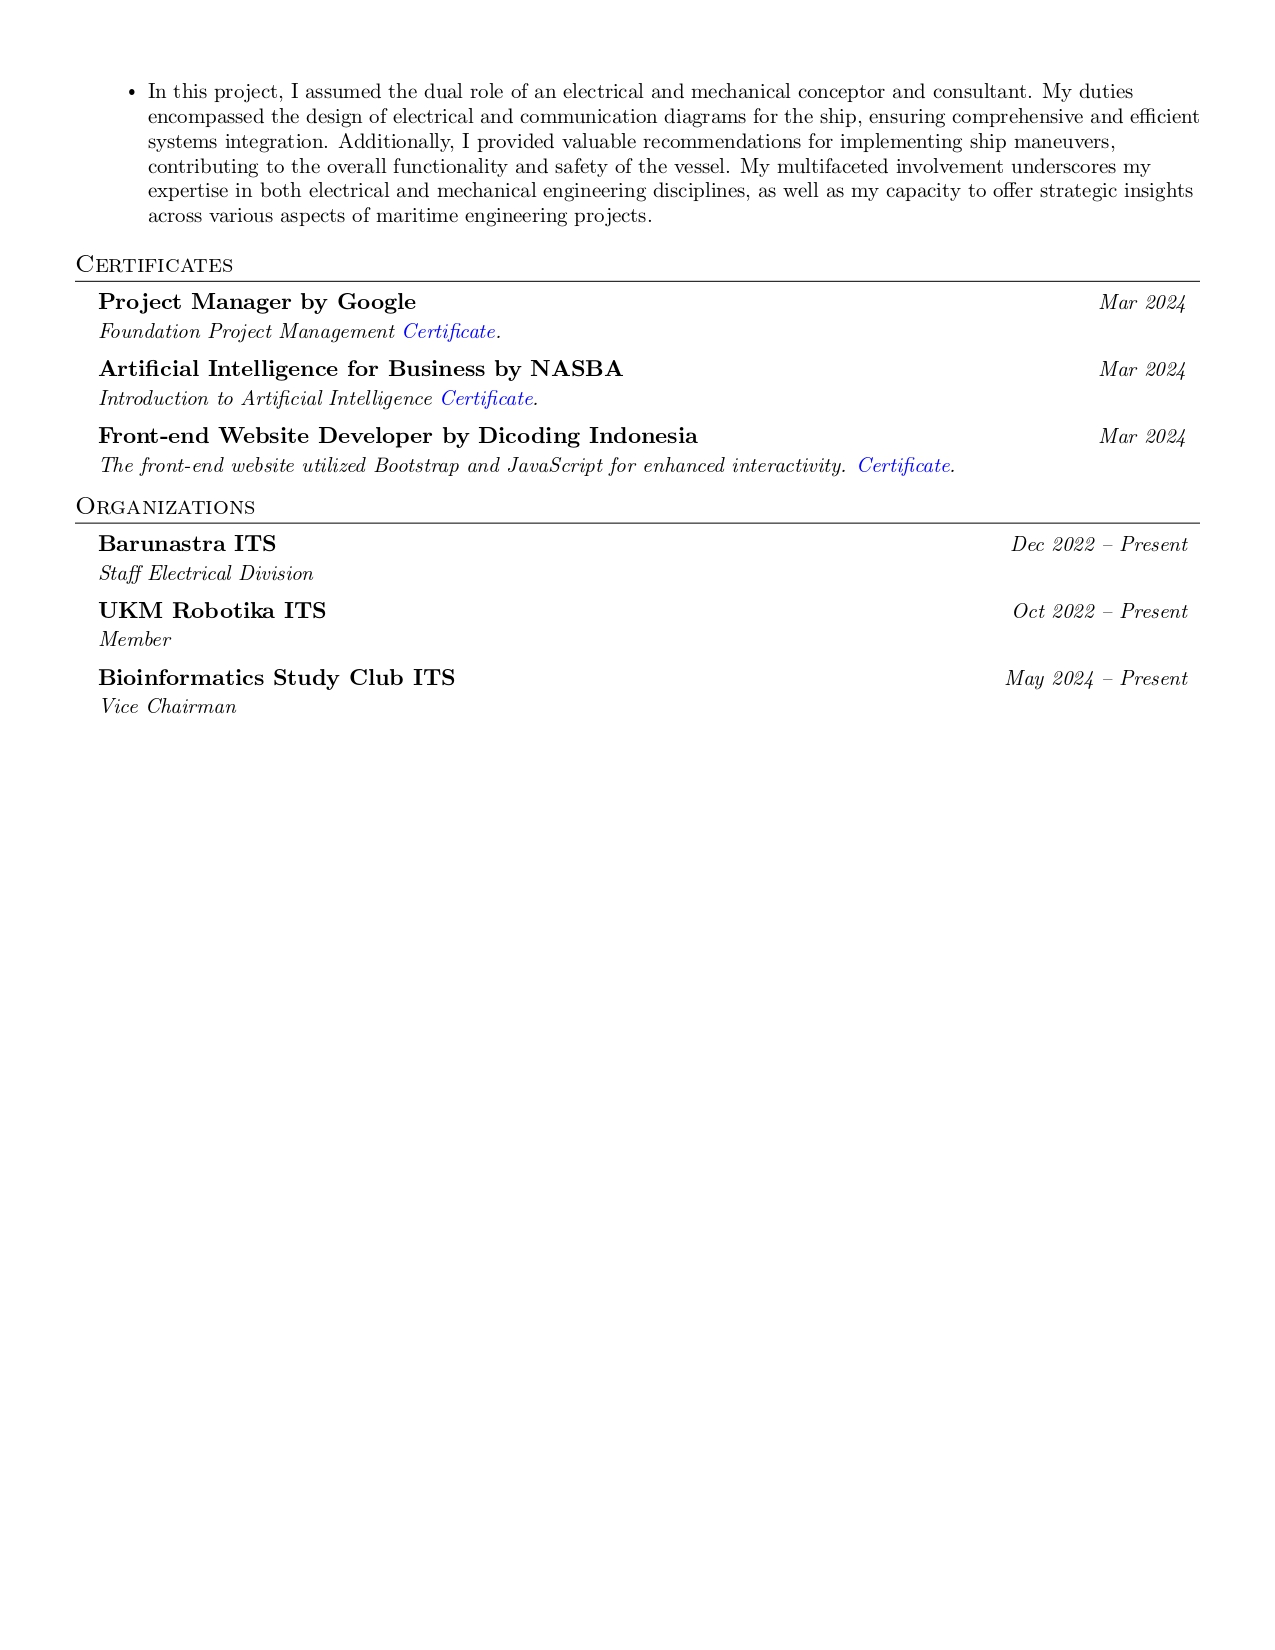 • In this project, I assumed the dual role of an electrical and mechanical conceptor and consultant. My duties
encompassed the design of electrical and communication diagrams for the ship, ensuring comprehensive and efficient
systems integration. Additionally, I provided valuable recommendations for implementing ship maneuvers,
contributing to the overall functionality and safety of the vessel. My multifaceted involvement underscores my
expertise in both electrical and mechanical engineering disciplines, as well as my capacity to offer strategic insights
across various aspects of maritime engineering projects.
Certificates
Project Manager by Google Mar 2024
Foundation Project Management Certificate.
Artificial Intelligence for Business by NASBA Mar 2024
Introduction to Artificial Intelligence Certificate.
Front-end Website Developer by Dicoding Indonesia Mar 2024
The front-end website utilized Bootstrap and JavaScript for enhanced interactivity. Certificate.
Organizations
Barunastra ITS Dec 2022 – Present
Staff Electrical Division
UKM Robotika ITS Oct 2022 – Present
Member
Bioinformatics Study Club ITS May 2024 – Present
Vice Chairman